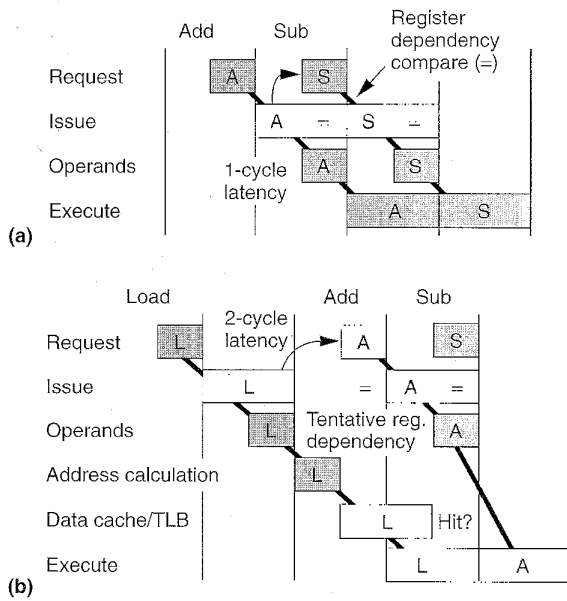 Register
dependency
compare (=)
Add Sub
Request A S
Issue A = S =
Operands A S
1-cycle
latency
Execute A S
(a)
Load Add Sub
2-cycle
latency
Request L A S
Issue L = A =
Operands L Tentative reg.
dependency A
Address calculation L
Data cache/TLB L Hit?
Execute L A
(b)